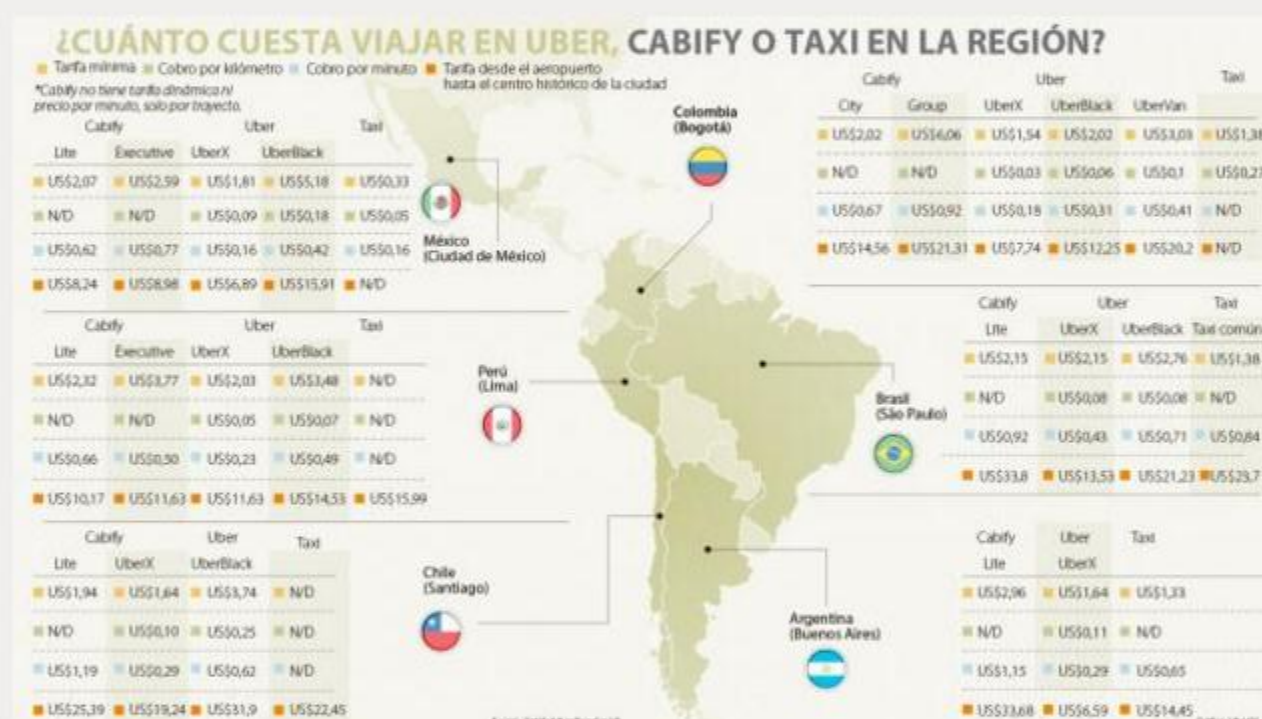 ¿CUÁNTO CUESTA VIAJAR EN UBER, CABIFY O TAXI EN LA REGIÓN?
Tarifa mínima Cobro por kilómetro Cobro por minuto Tarifa desde el aeropuerto
hasta el centro histórico de la ciudad
*Cabify no tiene tarifa dinámica ni
precio por minuto, solo por trayecto.
Cabify Uber Taxi
Lite Executive UberX UberBlack
US$2,07 US$2,59 US$1,81 US$5,18 US$0,33
N/D N/D US$0,09 US$0,18 US$0,05
US$0,62 US$0,77 US$0,16 US$0,42 US$0,16
US$8,24 US$8,98 US$6,89 US$15,91 N/D
México
(Ciudad de México)
Colombia
(Bogotá)
Cabify Uber Taxi
City Group UberX UberBlack UberVan
US$2,02 US$6,06 US$1,54 US$2,02 US$3,03 US$1,38
N/D N/D US$0,03 US$0,06 US$0,1 US$0,27
US$0,67 US$0,92 US$0,18 US$0,31 US$0,41 N/D
US$14,56 US$21,31 US$7,74 US$12,25 US$20,2 N/D
Cabify Uber Taxi
Lite Executive UberX UberBlack
US$2,32 US$3,77 US$2,03 US$3,48 N/D
N/D N/D US$0,05 US$0,07 N/D
US$0,66 US$0,50 US$0,23 US$0,49 N/D
US$10,17 US$11,63 US$11,63 US$14,53 US$15,99
Perú
(Lima)
Cabify Uber Taxi
Lite UberX UberBlack Taxi común
US$2,15 US$2,15 US$2,76 US$1,38
N/D US$0,08 US$0,08 N/D
US$0,92 US$0,43 US$0,71 US$0,84
US$33,8 US$13,53 US$21,23 US$23,7
Brasil
(São Paulo)
Cabify Uber Taxi
Lite UberX UberBlack
US$1,94 US$1,64 US$3,74 N/D
N/D US$0,10 US$0,25 N/D
US$1,19 US$0,29 US$0,62 N/D
US$25,39 US$19,24 US$31,9 US$22,45
Chile
(Santiago)
Argentina
(Buenos Aires)
Cabify Uber Taxi
Lite UberX
US$2,96 US$1,64 US$1,33
N/D US$0,11 N/D
US$1,15 US$0,29 US$0,65
US$33,68 US$6,59 US$14,45